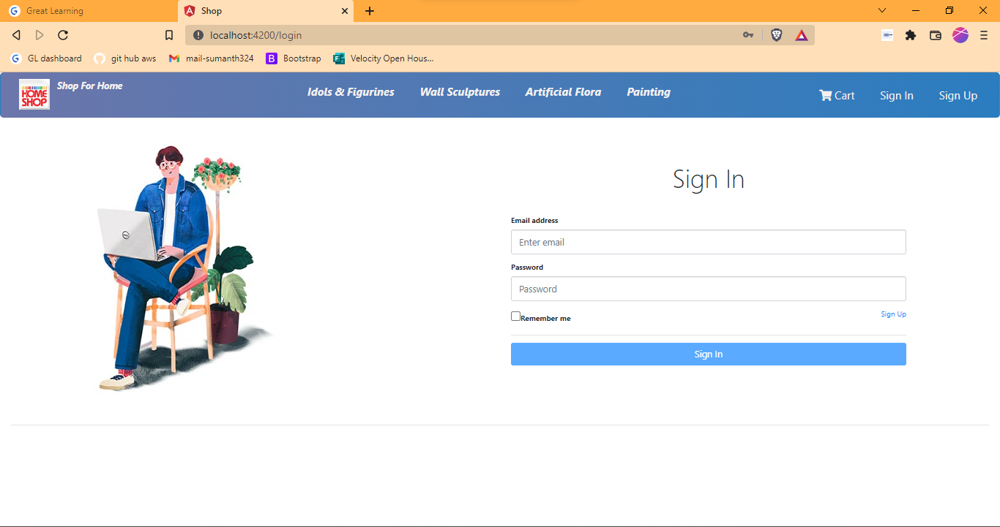 Great Learning
Shop
localhost:4200/login
GL dashboard git hub aws mail-sumanth324 Bootstrap Velocity Open Hous...
HOME
SHOP
Shop For Home
Idols & Figurines Wall Sculptures Artificial Flora Painting
Cart Sign In Sign Up
Sign In
Email address
Enter email
Password
Password
Remember me
Sign Up
Sign In